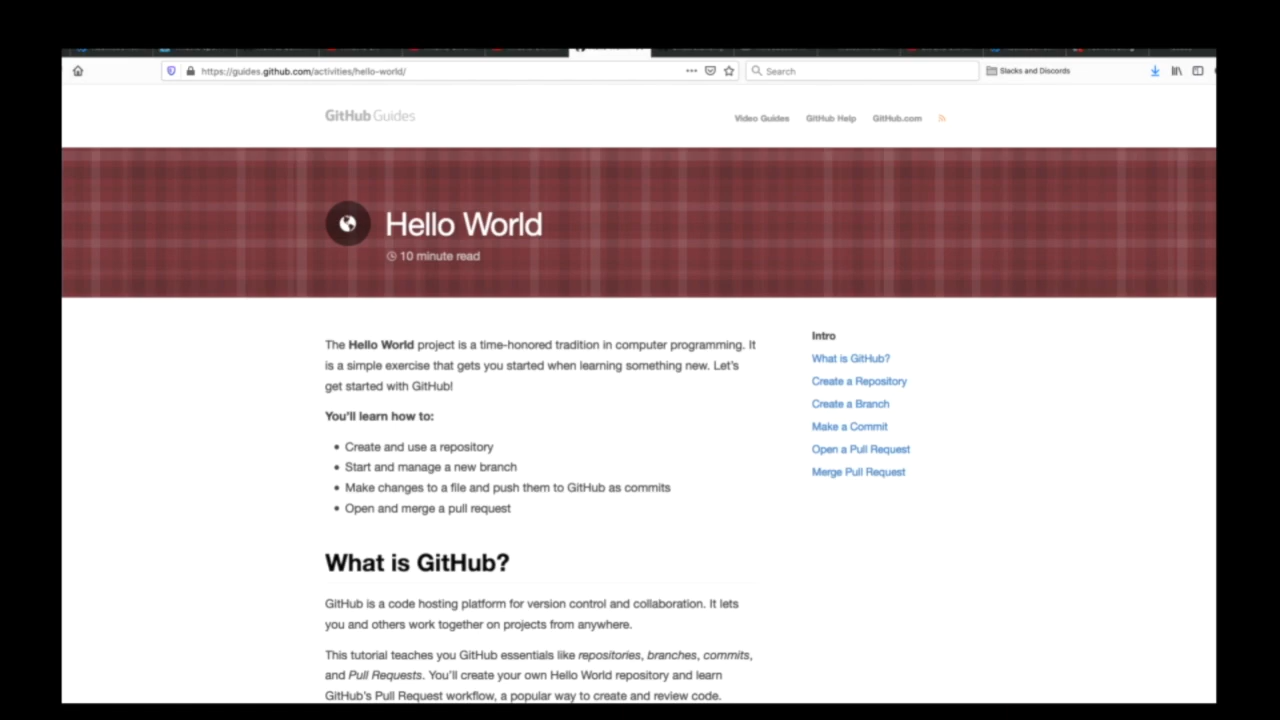 https://guides.github.com/activities/hello-world/
Search
Slacks and Discords
GitHub Guides
Video Guides
GitHub Help
GitHub.com
Hello World
10 minute read
The Hello World project is a time-honored tradition in computer programming. It
is a simple exercise that gets you started when learning something new. Let's
get started with GitHub!
You'll learn how to:
Create and use a repository
Start and manage a new branch
Make changes to a file and push them to GitHub as commits
Open and merge a pull request
What is GitHub?
GitHub is a code hosting platform for version control and collaboration. It lets
you and others work together on projects from anywhere.
This tutorial teaches you GitHub essentials like repositories, branches, commits,
and Pull Requests. You'll create your own Hello World repository and learn
GitHub's Pull Request workflow, a popular way to create and review code.
Intro
What is GitHub?
Create a Repository
Create a Branch
Make a Commit
Open a Pull Request
Merge Pull Request